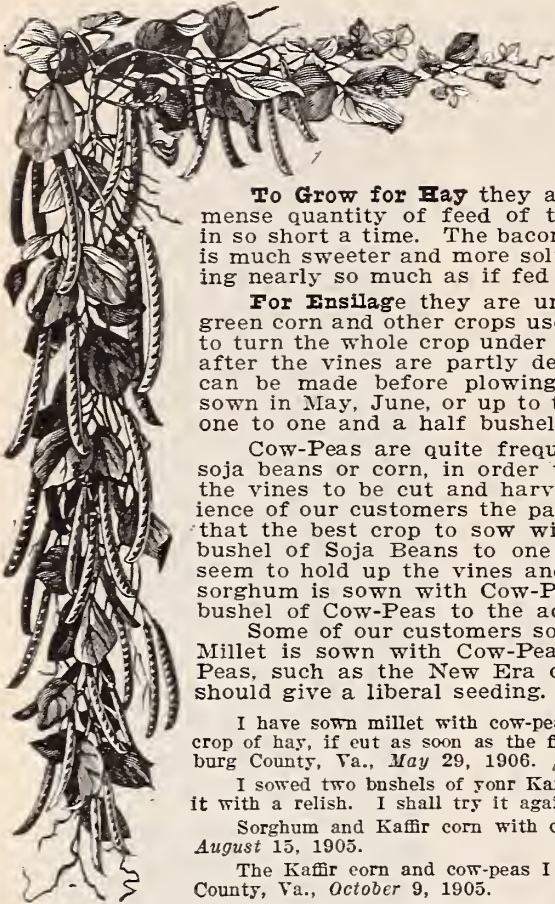 To Grow for Hay they a
mense quantity of feed of t
in so short a time. The bacon
is much sweeter and more sol
ing nearly so much as if fed
For Ensilage they are un
green corn and other crops use
to turn the whole crop under
after the vines are partly de
can be made before plowing
sown in May, June, or up to t
one to one and a half bushel
Cow-Peas are quite frequ
soja beans or corn, in order t
the vines to be cut and harv
ience of our customers the pa
that the best crop to sow wi
bushel of Soja Beans to one
seem to hold up the vines and
sorghum is sown with Cow-P
bushel of Cow-Peas to the ac
Some of our customers so
Millet is sown with Cow-Pea
Peas, such as the New Era o
should give a liberal seeding.
I have sown millet with cow-pea
crop of hay, if cut as soon as the f
burg County, Va., May 29, 1906.
I sowed two bnshels of yonr Ka
it with a relish. I shall try it agai
Sorghum and Kaffir corn with c
August 15, 1905.
The Kaffir corn and cow-peas I
County, Va., October 9, 1905.